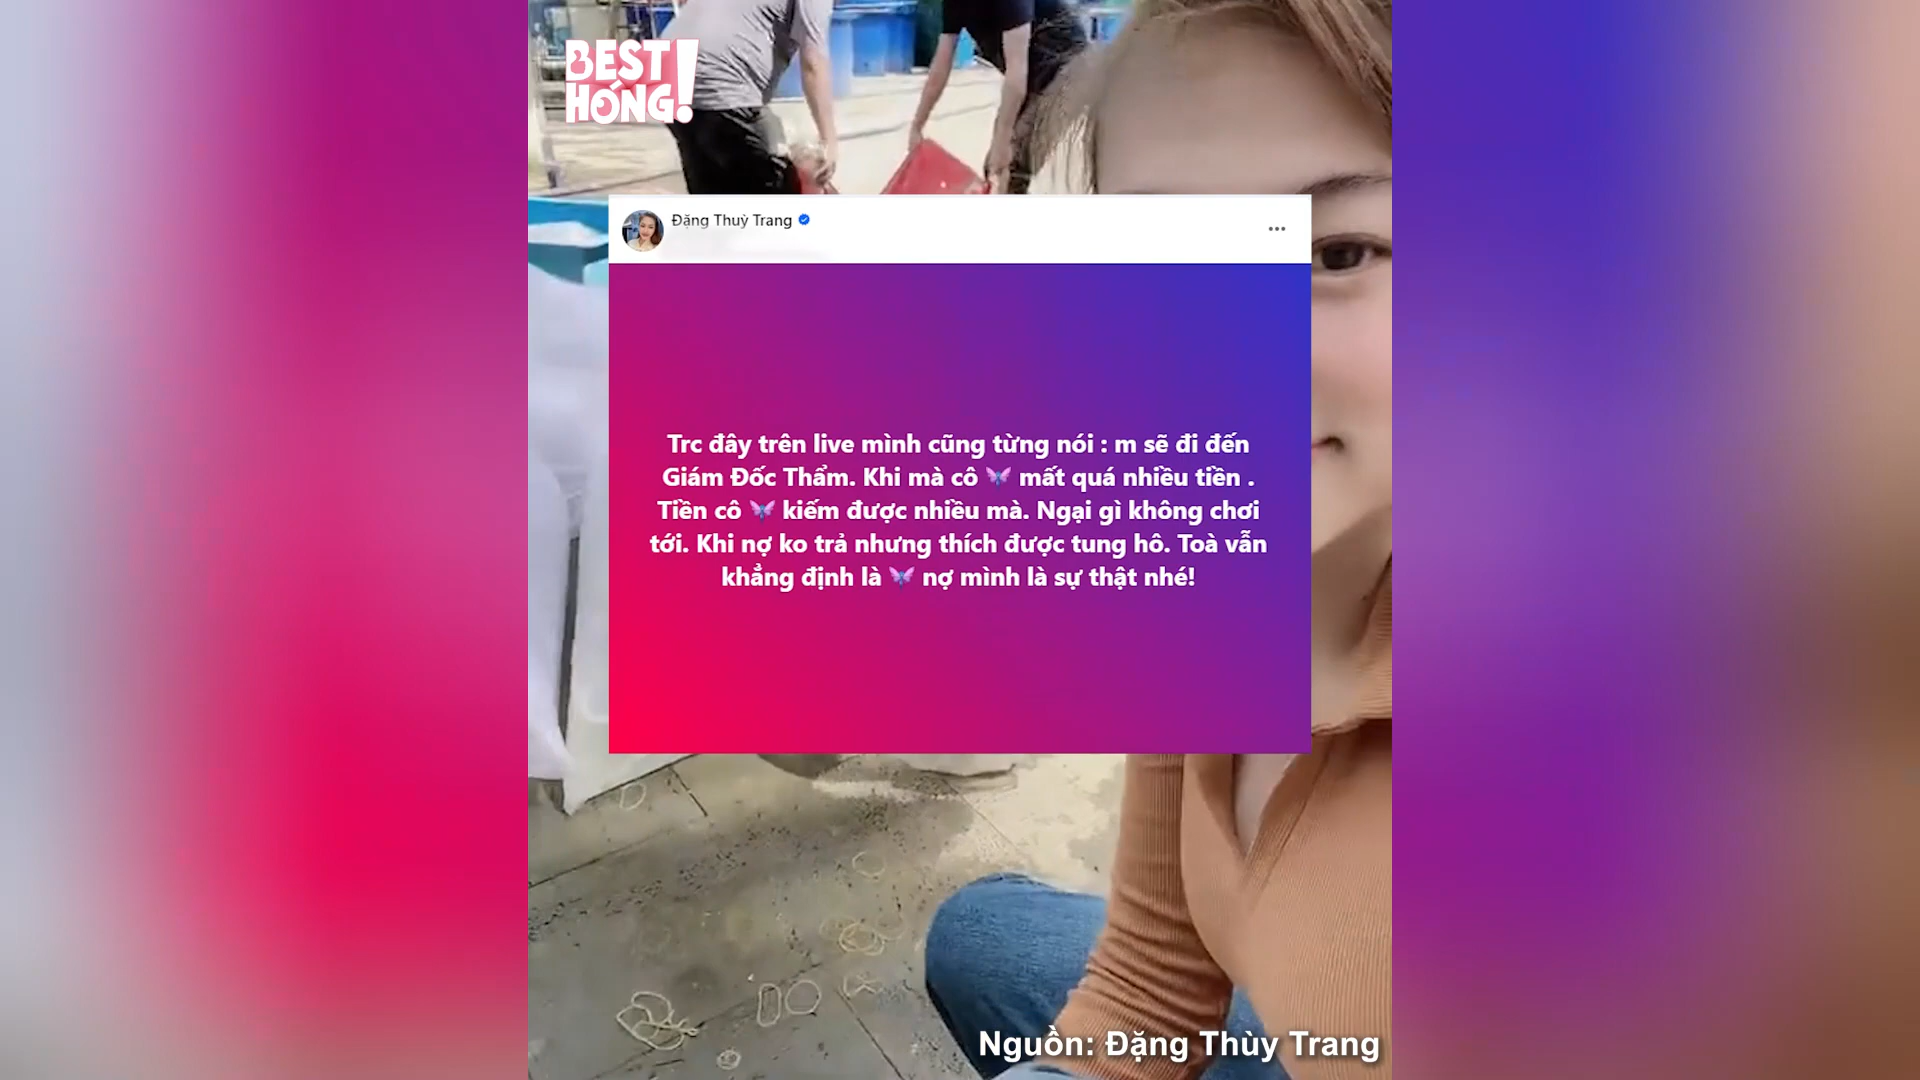 BEST
HÓNG!
Đặng Thuỳ Trang
Trc đây trên live mình cũng từng nói : m sẽ đi đến
Giám Đốc Thẩm. Khi mà cô 🦋 mất quá nhiều tiền .
Tiền cô 🦋 kiếm được nhiều mà. Ngại gì không chơi
tới. Khi nợ ko trả nhưng thích được tung hô. Toà vẫn
khẳng định là 🦋 nợ mình là sự thật nhé!
Nguồn: Đặng Thùy Trang